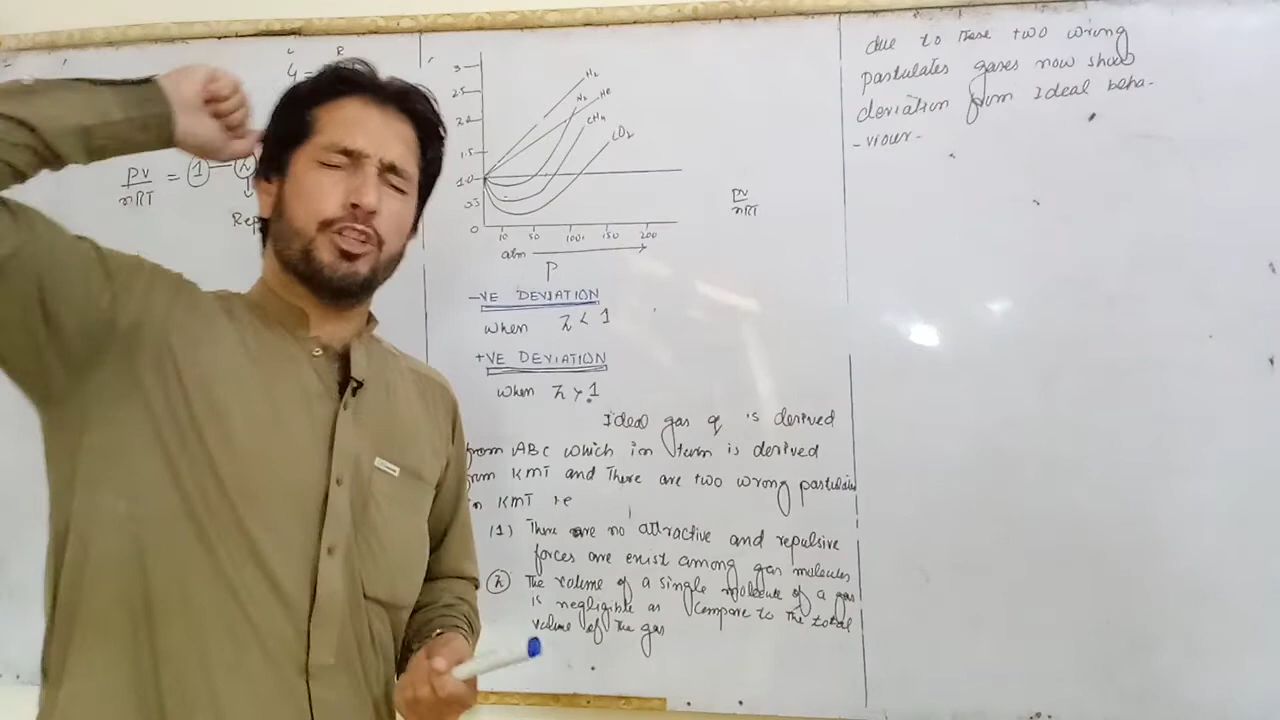 L R
4 =
PV/nRT = 1 — Z
Rep
3
2.5
2.0
1.5
1.0
0.5
0
H2
N2
He
CH4
CO2
10 50 100 150 200
atm
P
PV/nRT
-VE DEVIATION
when Z < 1
+VE DEVIATION
when Z > 1
Ideal gas q is derived
from ABC which in turn is derived
from KMT and There are two wrong pastulates
in KMT ie
(1) There are no attractive and repulsive
forces are exist among gas molecules
(2) The volume of a single molecule of a gas
is negligible as compare to the total
volume of the gas
due to these two wrong
pastulates gases now show
deviation from Ideal beha-
-viour-